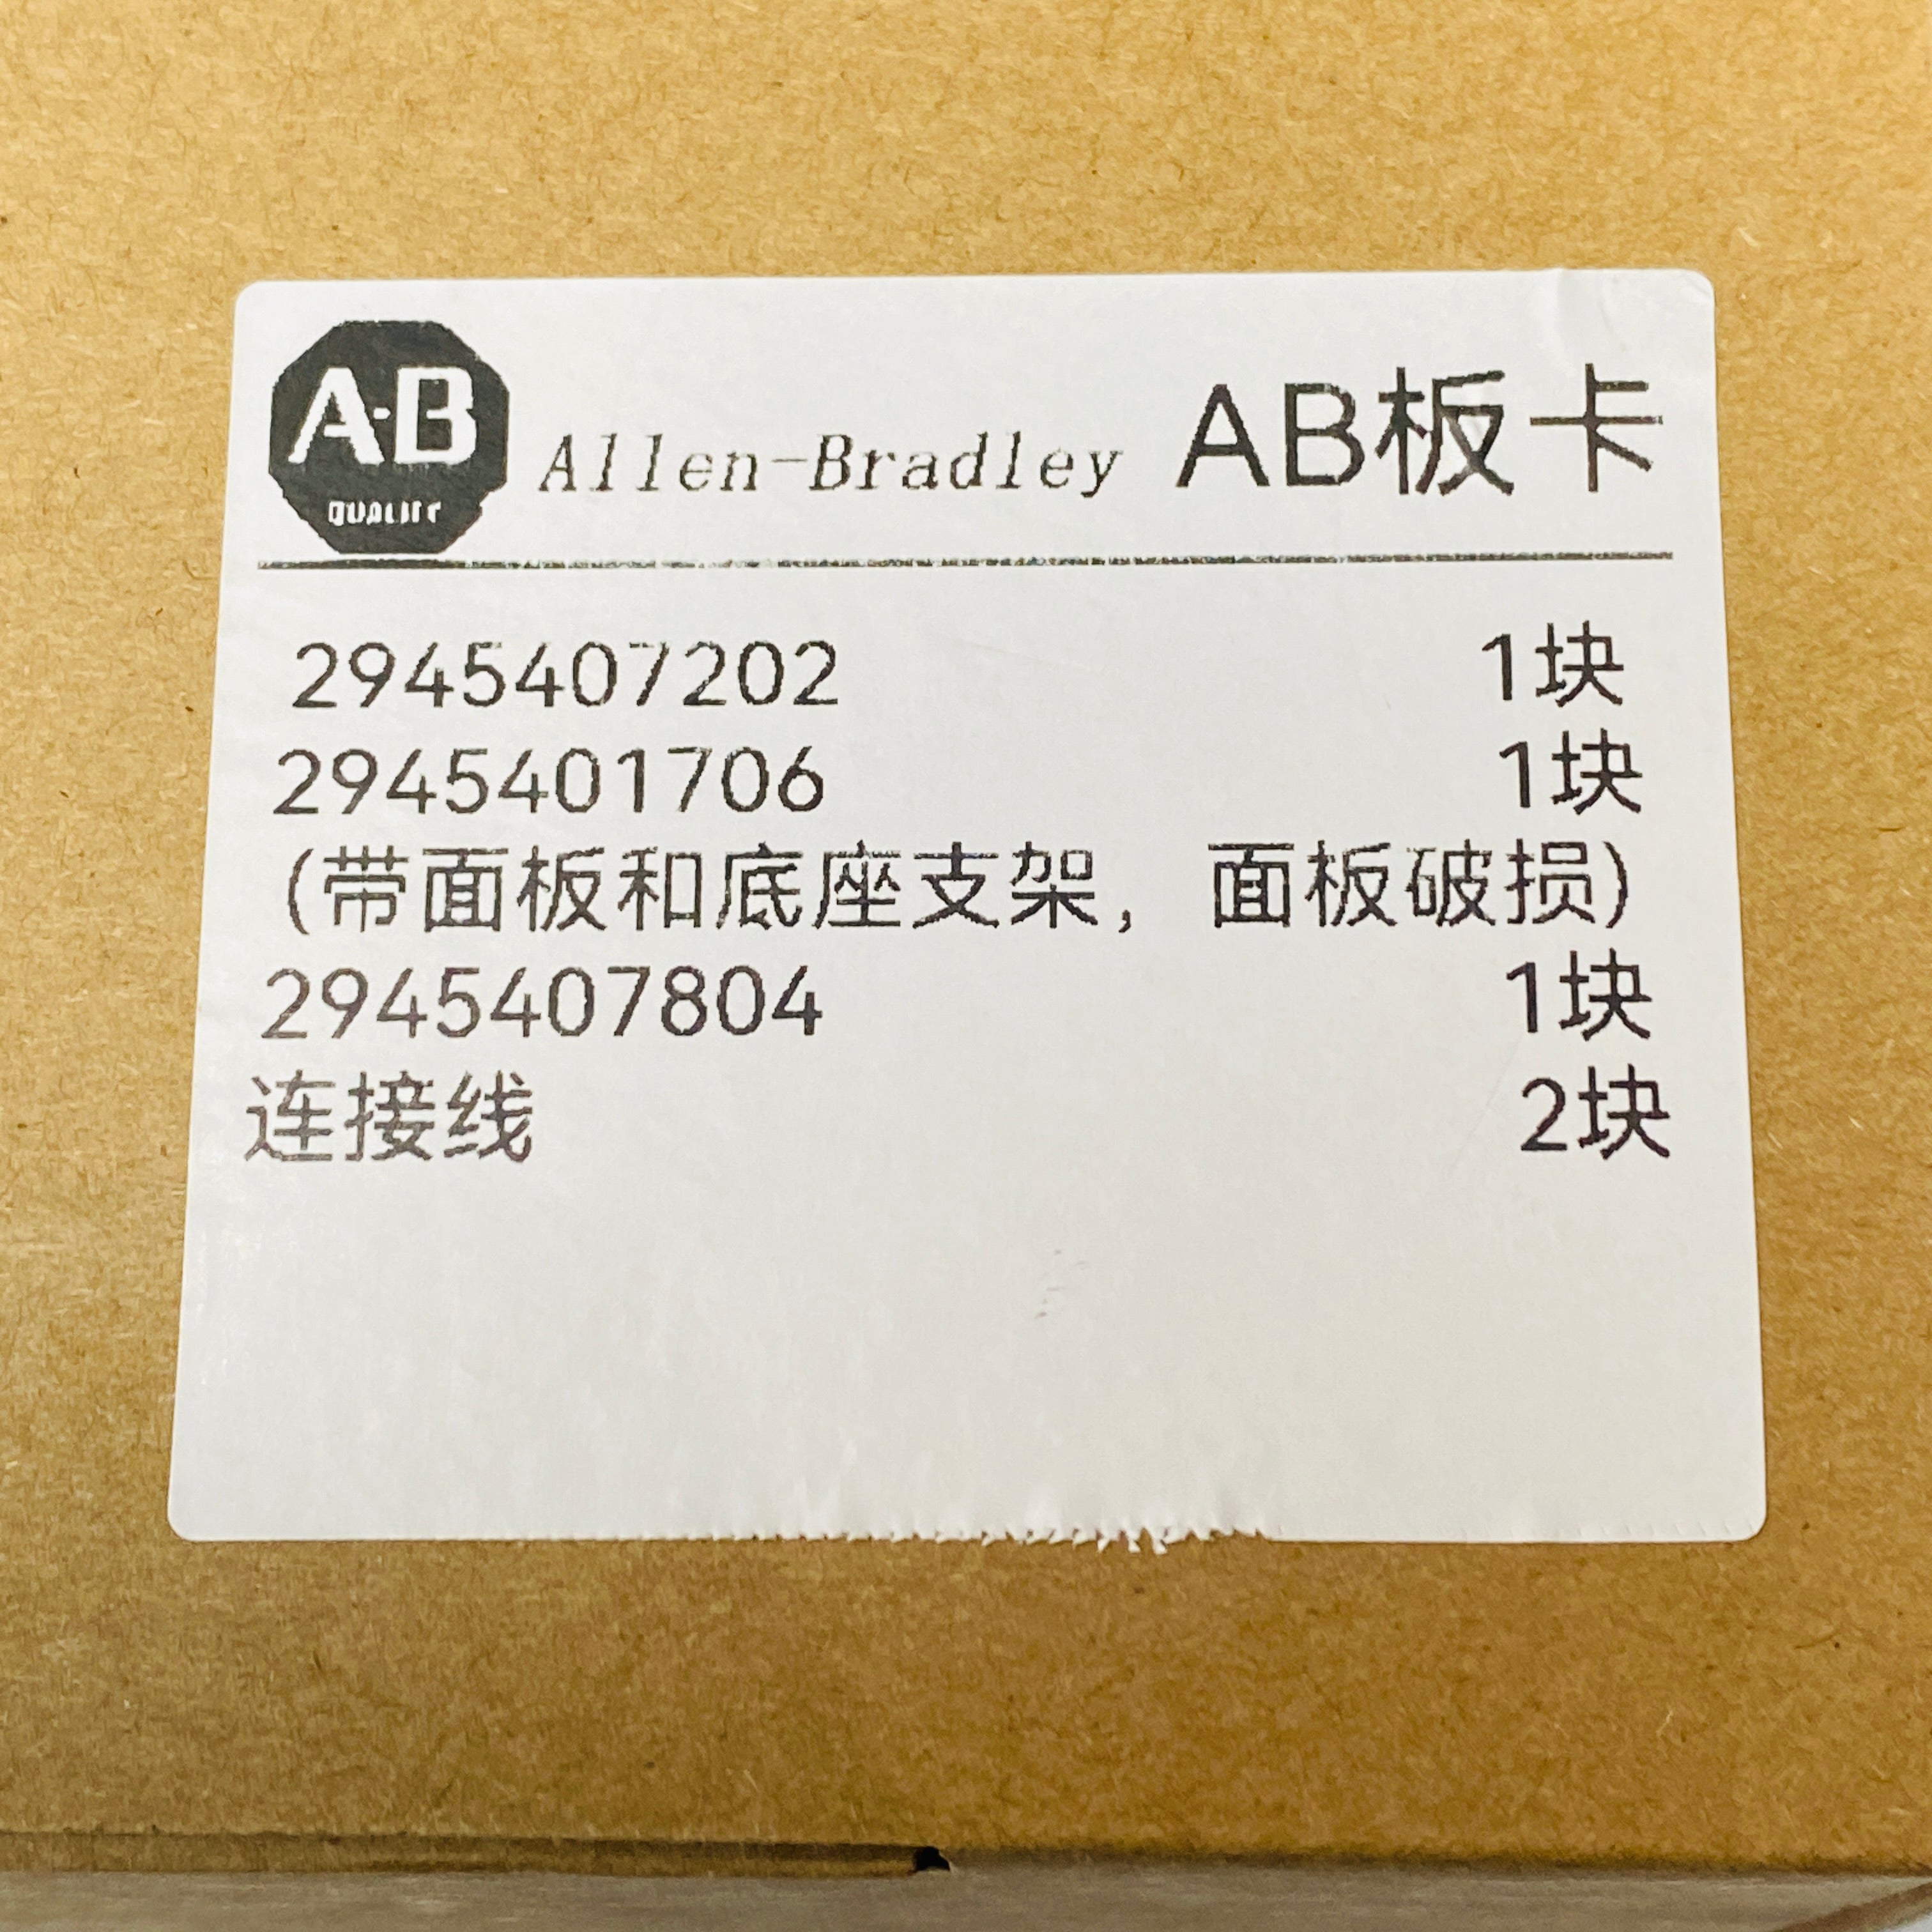 A-B
QUALITY
Allen-Bradley AB板卡
2945407202 1块
2945401706 1块
(带面板和底座支架, 面板破损)
2945407804 1块
连接线 2块